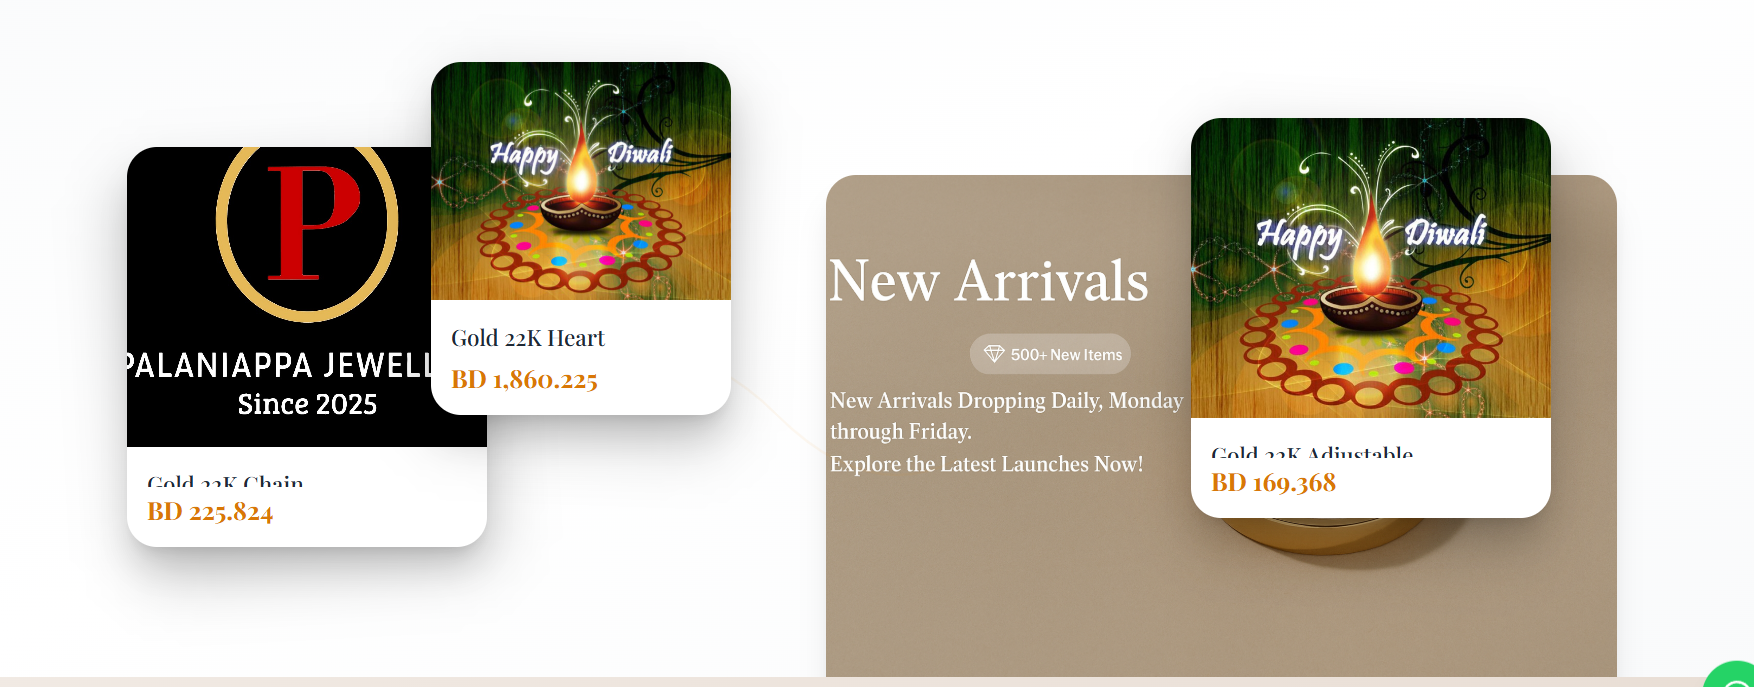 PALANIAPPA JEWELL
Since 2025
Gold 22K Chain
BD 225.824
Happy Diwali
Gold 22K Heart
BD 1,860.225
New Arrivals
500+ New Items
New Arrivals Dropping Daily, Monday
through Friday.
Explore the Latest Launches Now!
Happy Diwali
Gold 22K Adjustable
BD 169.368